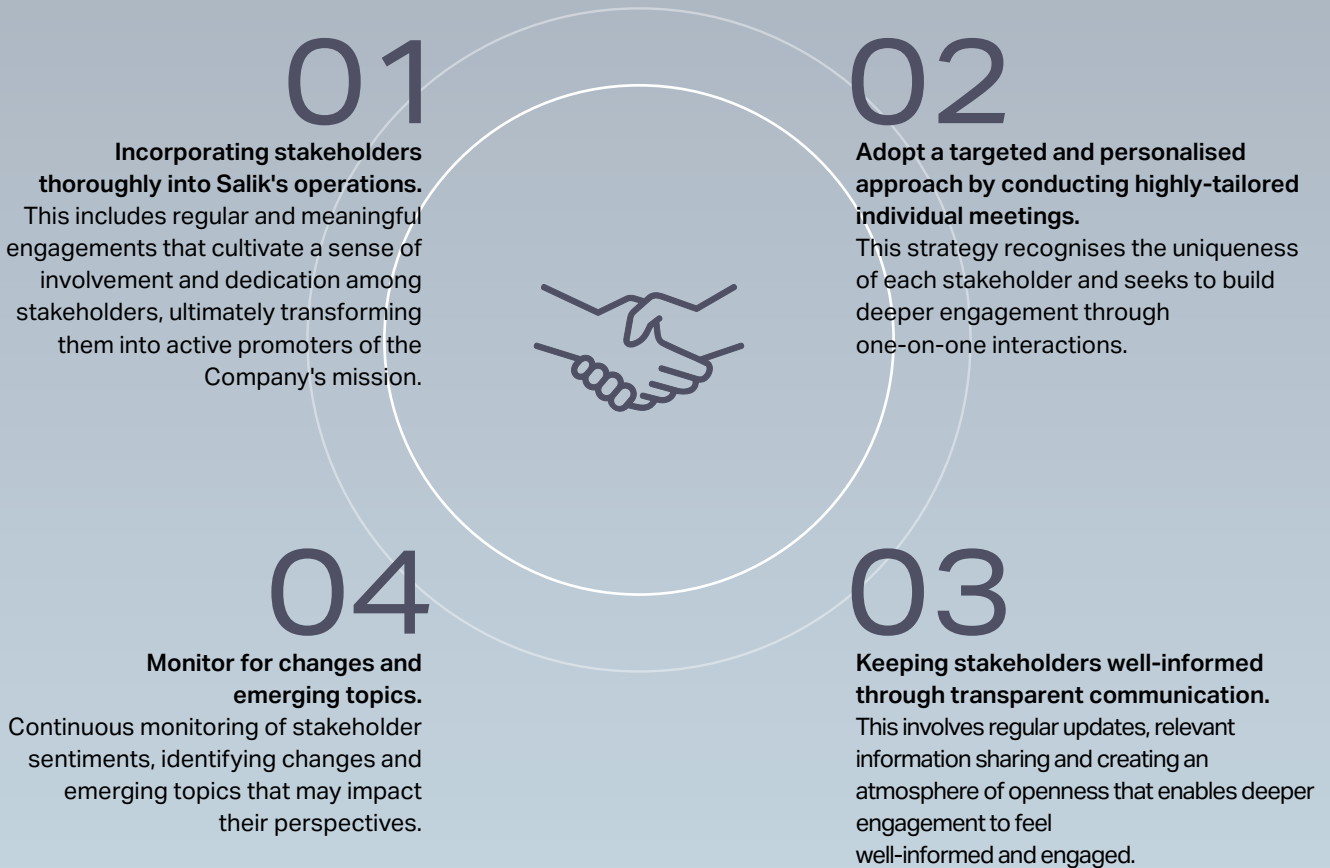 01
Incorporating stakeholders
thoroughly into Salik's operations.
This includes regular and meaningful
engagements that cultivate a sense of
involvement and dedication among
stakeholders, ultimately transforming
them into active promoters of the
Company's mission.
02
Adopt a targeted and personalised
approach by conducting highly-tailored
individual meetings.
This strategy recognises the uniqueness
of each stakeholder and seeks to build
deeper engagement through
one-on-one interactions.
03
Keeping stakeholders well-informed
through transparent communication.
This involves regular updates, relevant
information sharing and creating an
atmosphere of openness that enables deeper
engagement to feel
well-informed and engaged.
04
Monitor for changes and
emerging topics.
Continuous monitoring of stakeholder
sentiments, identifying changes and
emerging topics that may impact
their perspectives.